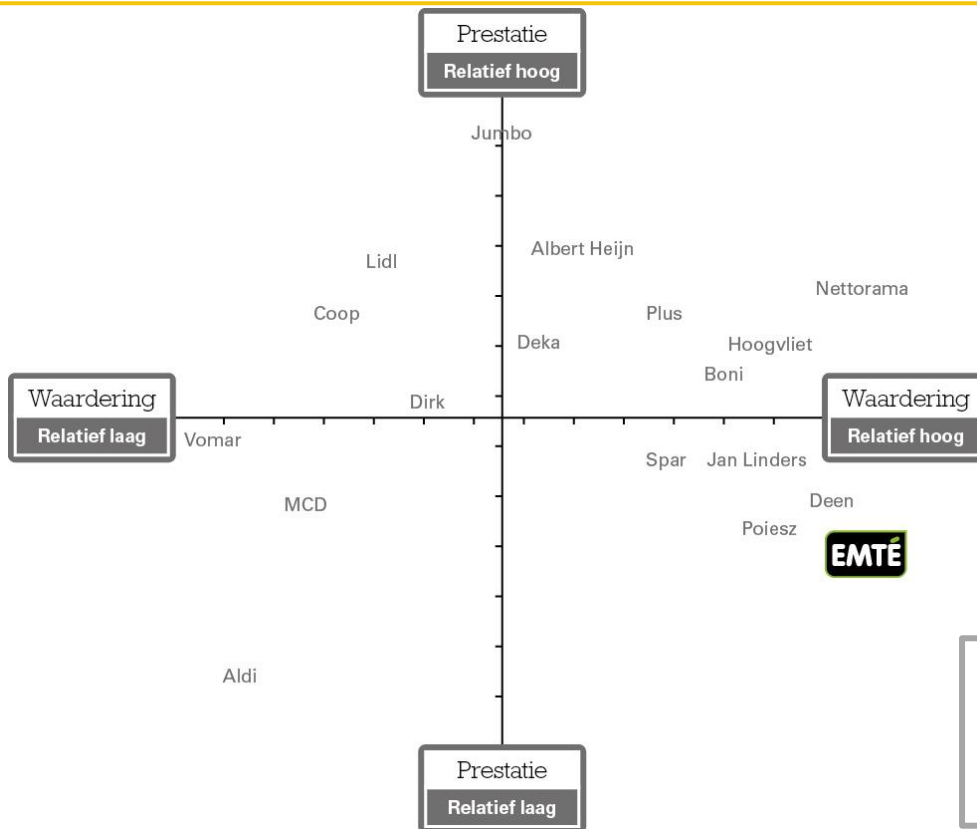 Prestatie
Relatief hoog
Jumbo
Albert Heijn
Lidl
Nettorama
Coop
Plus
Deka
Hoogvliet
Boni
Dirk
Waardering
Relatief laag
Waardering
Relatief hoog
Vomar
Spar
Jan Linders
MCD
Deen
Poiesz
EMTÉ
Aldi
Prestatie
Relatief laag